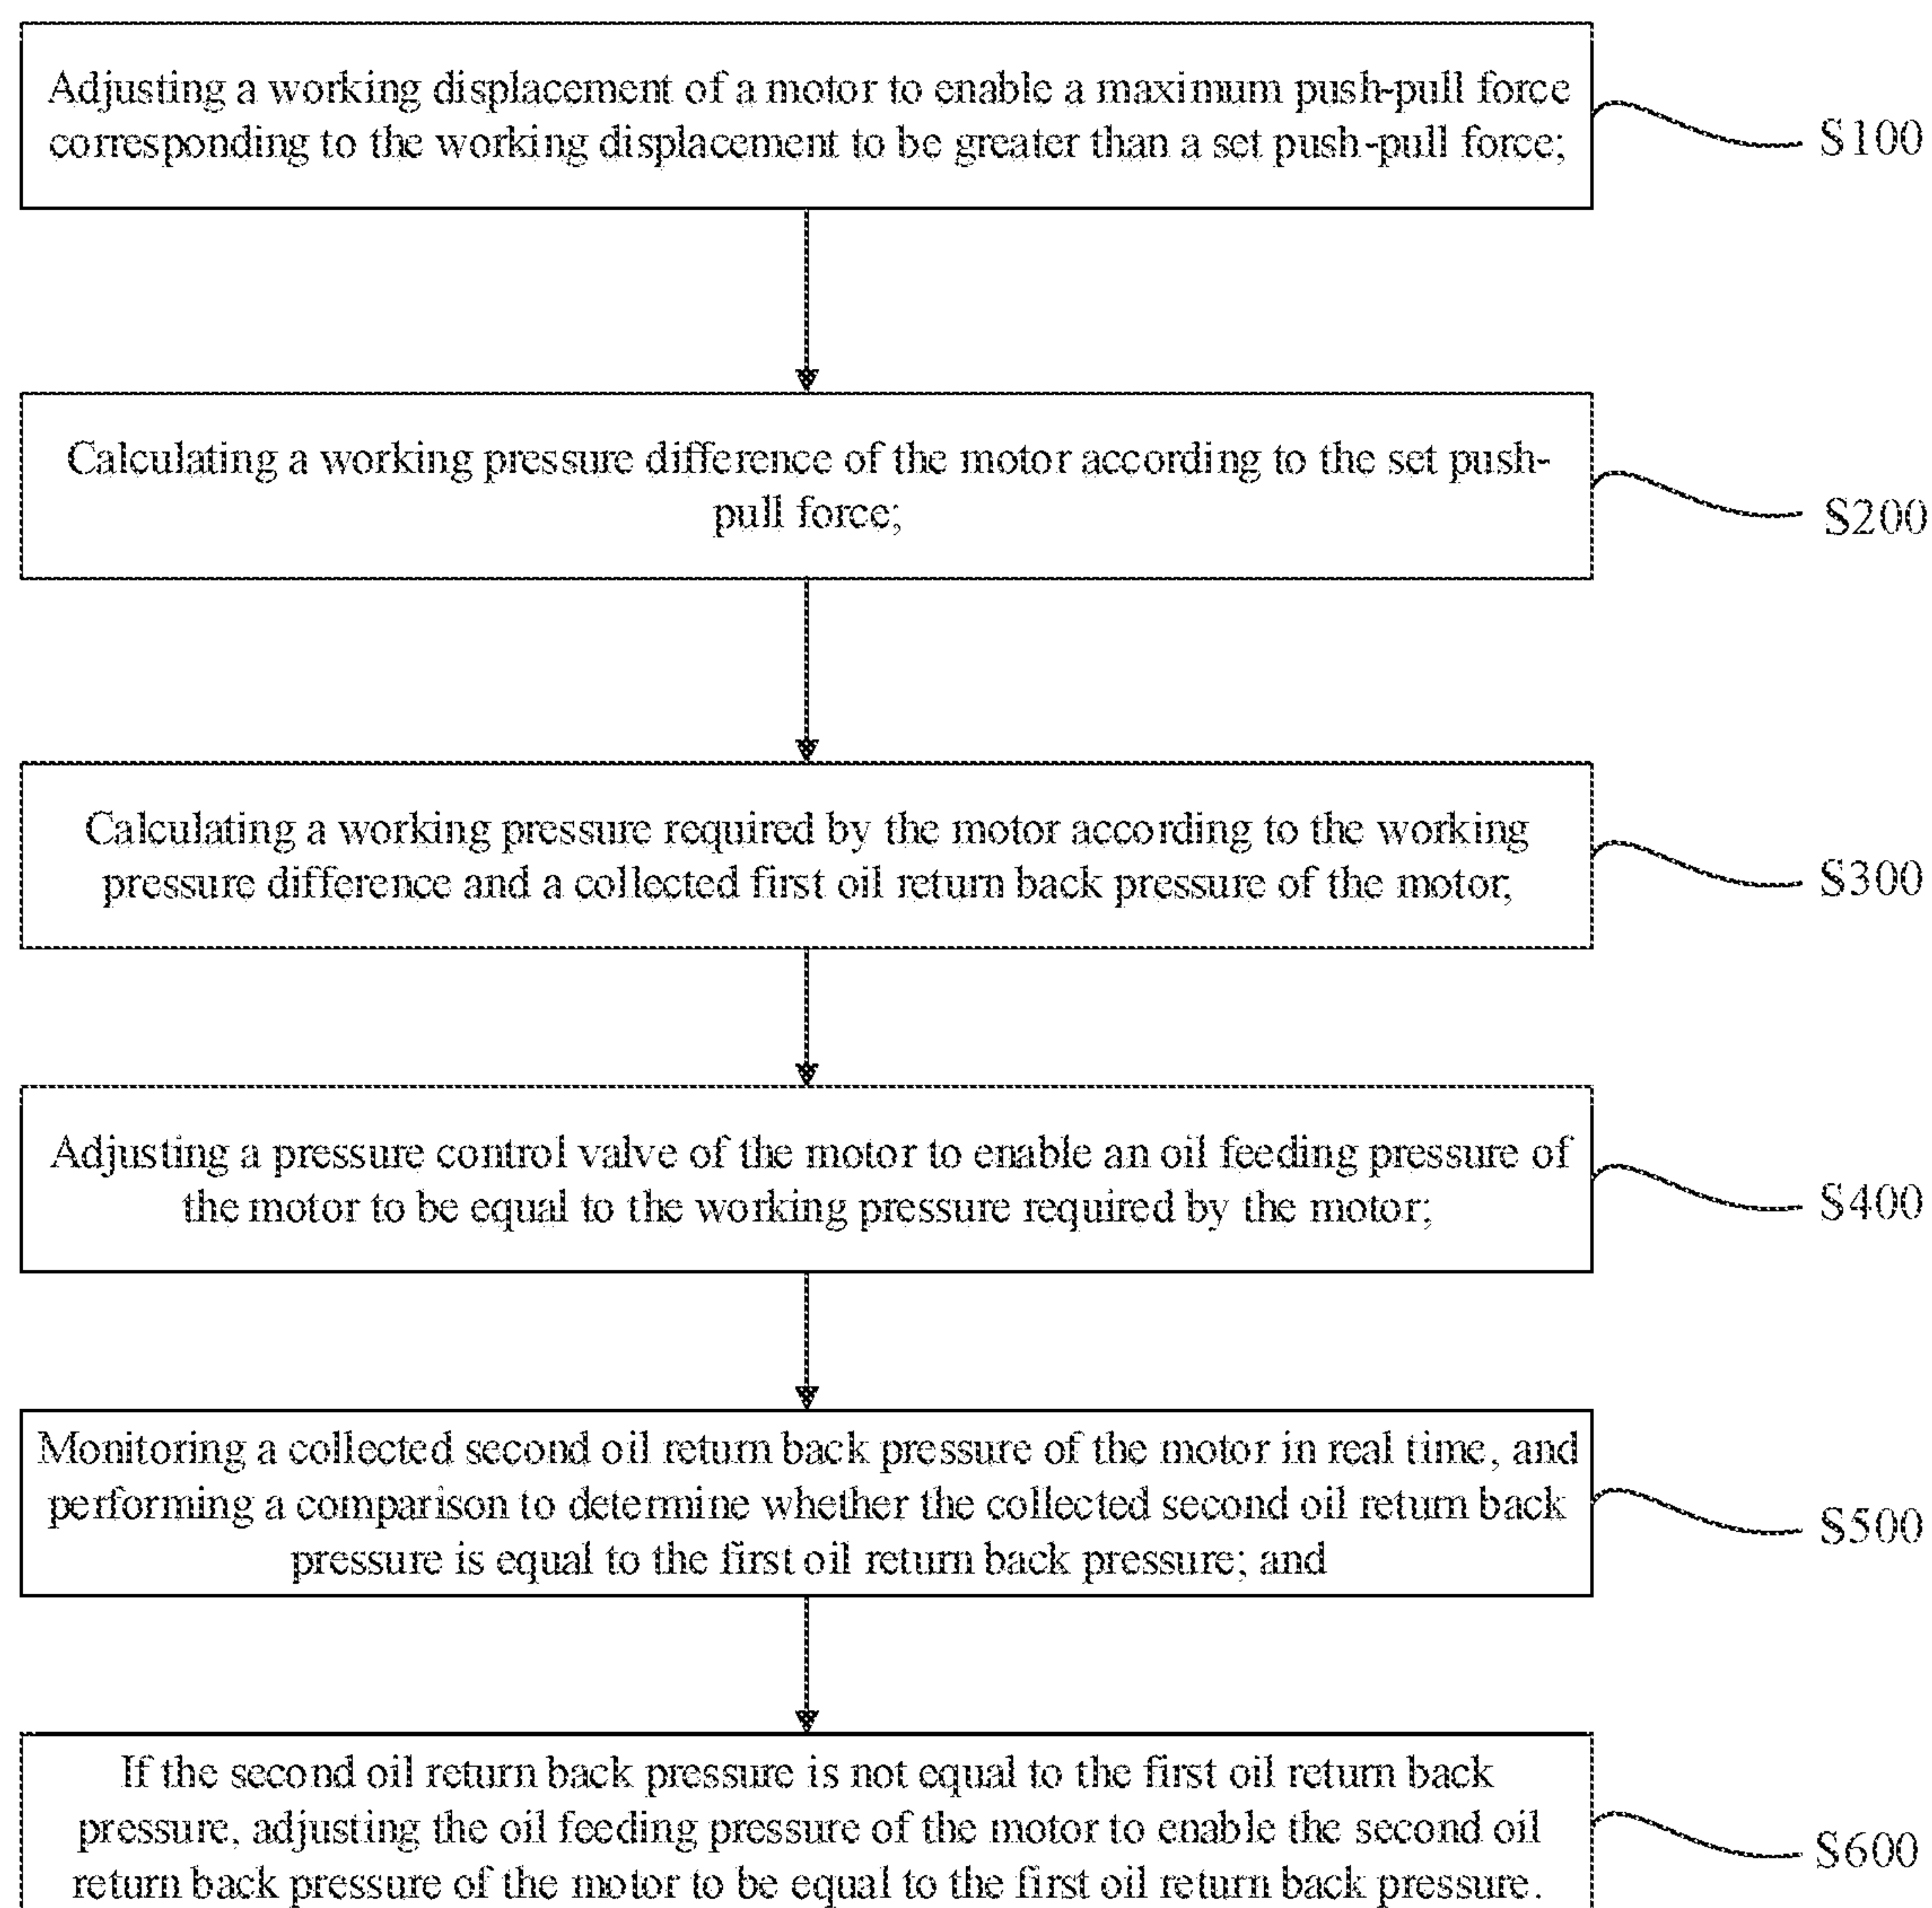 Adjusting a working displacement of a motor to enable a maximum push-pull force
corresponding to the working displacement to be greater than a set push-pull force;
S100
Calculating a working pressure difference of the motor according to the set push-
pull force;
S200
Calculating a working pressure required by the motor according to the working
pressure difference and a collected first oil return back pressure of the motor;
S300
Adjusting a pressure control valve of the motor to enable an oil feeding pressure of
the motor to be equal to the working pressure required by the motor;
S400
Monitoring a collected second oil return back pressure of the motor in real time, and
performing a comparison to determine whether the collected second oil return back
pressure is equal to the first oil return back pressure; and
S500
If the second oil return back pressure is not equal to the first oil return back
pressure, adjusting the oil feeding pressure of the motor to enable the second oil
return back pressure of the motor to be equal to the first oil return back pressure.
S600